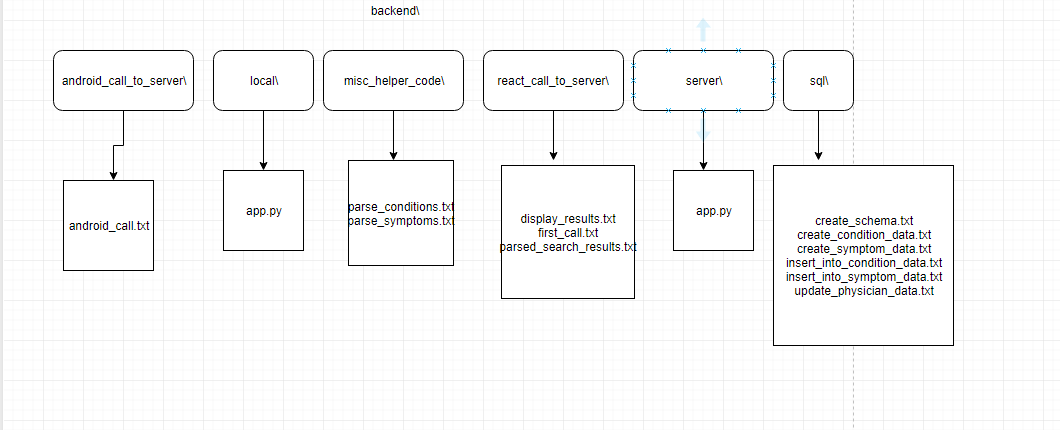 backend\
android_call_to_server\
local\
misc_helper_code\
react_call_to_server\
server\
sql\
android_call.txt
app.py
parse_conditions.txt
parse_symptoms.txt
display_results.txt
first_call.txt
parsed_search_results.txt
app.py
create_schema.txt
create_condition_data.txt
create_symptom_data.txt
insert_into_condition_data.txt
insert_into_symptom_data.txt
update_physician_data.txt